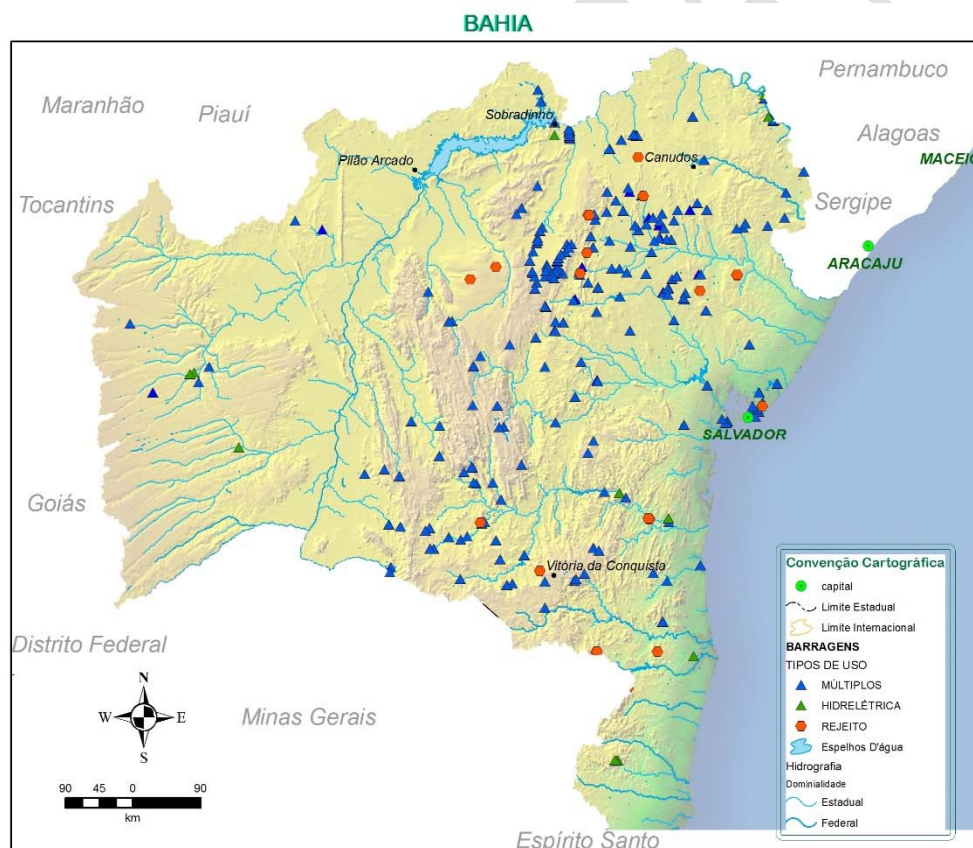 BAHIA
Pernambuco
Maranhão
Piauí
Sobradinho
Alagoas
Pilão Arcado
Canudos
MACEIÓ
Tocantins
Sergipe
ARACAJU
SALVADOR
Goiás
Vitória da Conquista
Distrito Federal
Minas Gerais
Espírito Santo
N
W
E
S
90 45 0 90
km
Convenção Cartográfica
capital
Limite Estadual
Limite Internacional
BARRAGENS
TIPOS DE USO
MÚLTIPLOS
HIDRELÉTRICA
REJEITO
Espelhos D'água
Hidrografia
Dominialidade
Estadual
Federal